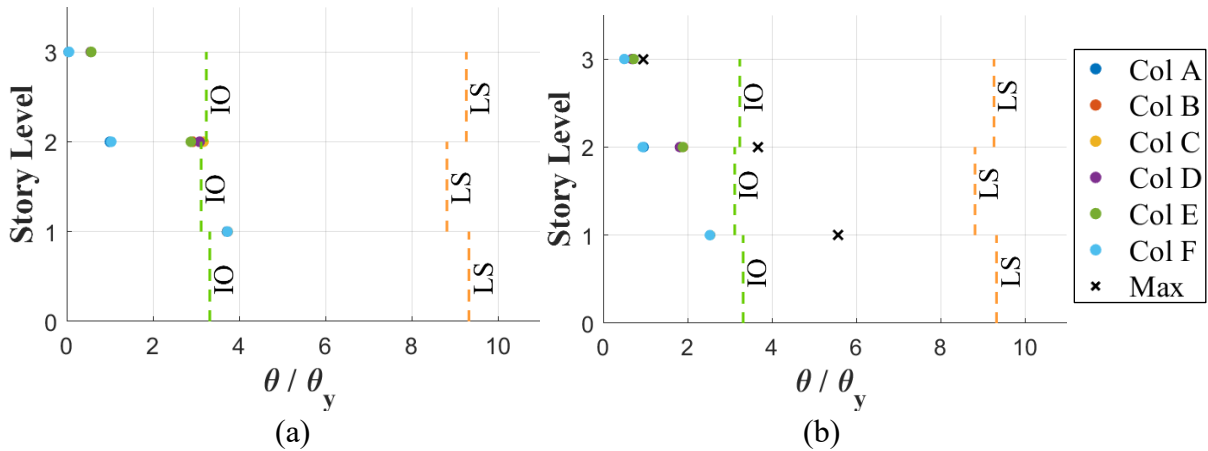 Story Level
3
2
1
0
IO
IO
IO
LS
LS
LS
0
2
4
6
8
10
θ / θy
(a)
Story Level
3
2
1
0
IO
IO
IO
LS
LS
LS
0
2
4
6
8
10
θ / θy
(b)
Col A
Col B
Col C
Col D
Col E
Col F
Max